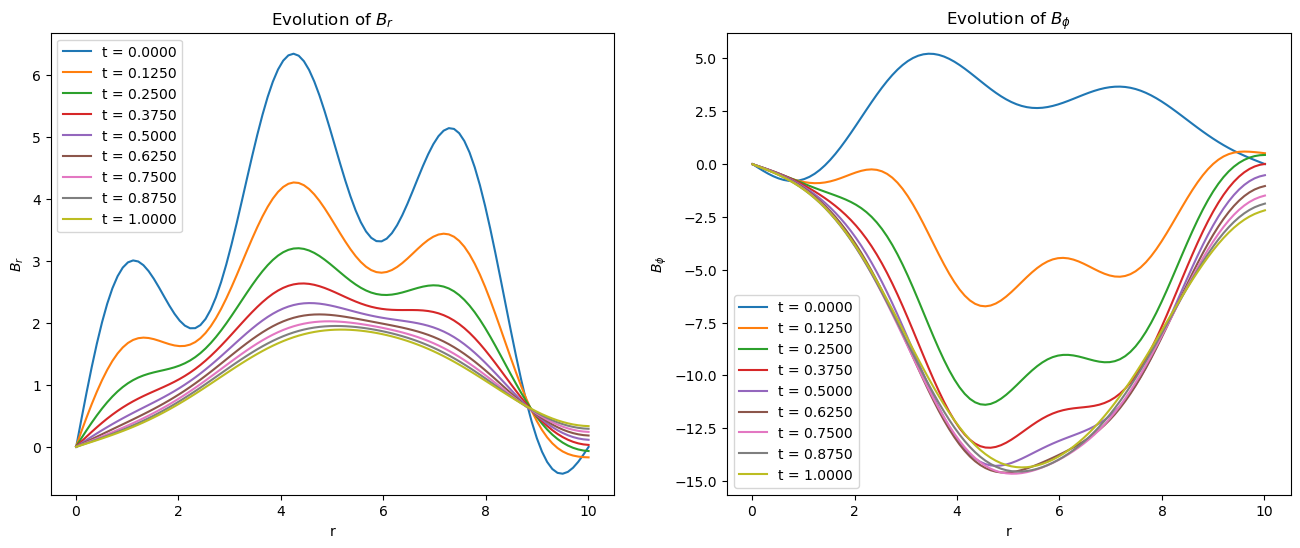 Evolution of B_r
t = 0.0000
t = 0.1250
t = 0.2500
t = 0.3750
t = 0.5000
t = 0.6250
t = 0.7500
t = 0.8750
t = 1.0000
6
5
4
3
2
1
0
B_r
0 2 4 6 8 10
r
Evolution of B_ϕ
5.0
2.5
0.0
−2.5
−5.0
−7.5
−10.0
−12.5
−15.0
B_ϕ
t = 0.0000
t = 0.1250
t = 0.2500
t = 0.3750
t = 0.5000
t = 0.6250
t = 0.7500
t = 0.8750
t = 1.0000
0 2 4 6 8 10
r